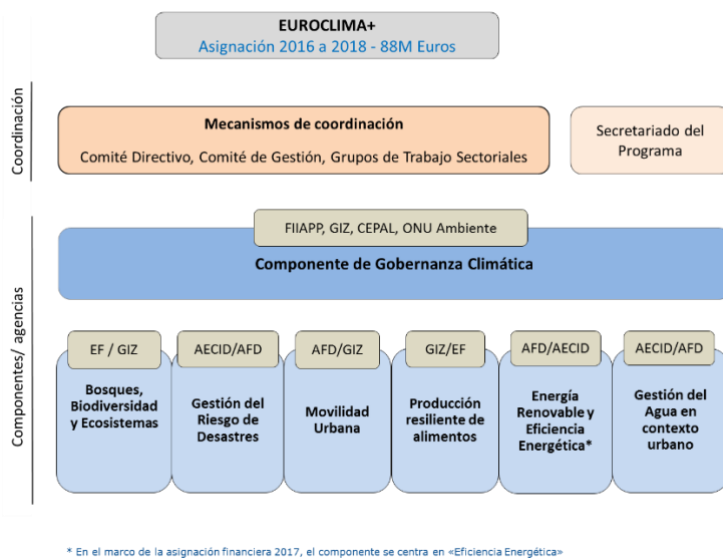 EUROCLIMA+
Asignación 2016 a 2018 - 88M Euros
Coordinación
Mecanismos de coordinación
Comité Directivo, Comité de Gestión, Grupos de Trabajo Sectoriales
Secretariado del
Programa
Componentes/ agencias
FIIAPP, GIZ, CEPAL, ONU Ambiente
Componente de Gobernanza Climática
EF / GIZ
Bosques,
Biodiversidad
y Ecosistemas
AECID/AFD
Gestión del
Riesgo de
Desastres
AFD/GIZ
Movilidad
Urbana
GIZ/EF
Producción
resiliente de
alimentos
AFD/AECID
Energía
Renovable y
Eficiencia
Energética*
AECID/AFD
Gestión del
Agua en
contexto
urbano
* En el marco de la asignación financiera 2017, el componente se centra en «Eficiencia Energética»